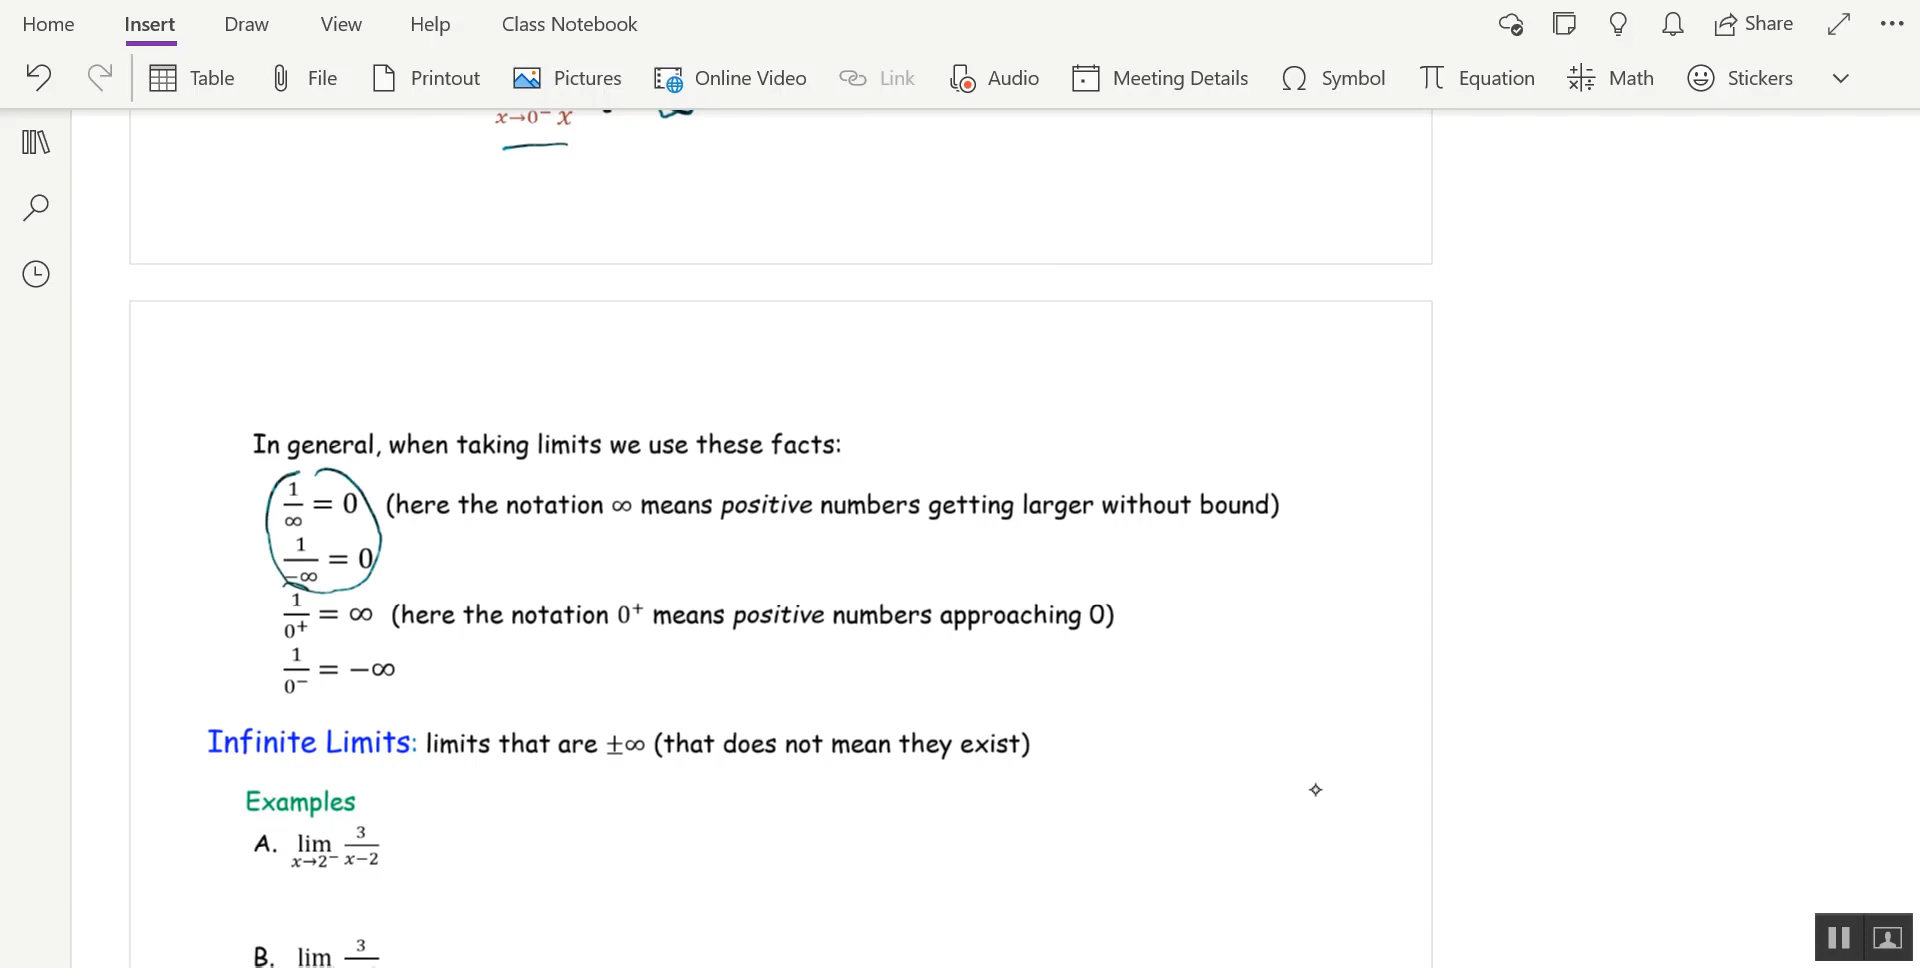 Home Insert Draw View Help Class Notebook Share
Table File Printout Pictures Online Video Link Audio Meeting Details Symbol Equation Math Stickers
x→0⁻ x
In general, when taking limits we use these facts:
1/∞ = 0 (here the notation ∞ means positive numbers getting larger without bound)
1/−∞ = 0
1/0⁺ = ∞ (here the notation 0⁺ means positive numbers approaching 0)
1/0⁻ = −∞
Infinite Limits: limits that are ±∞ (that does not mean they exist)
Examples
A. lim x→2⁻ 3/x−2
B. lim 3